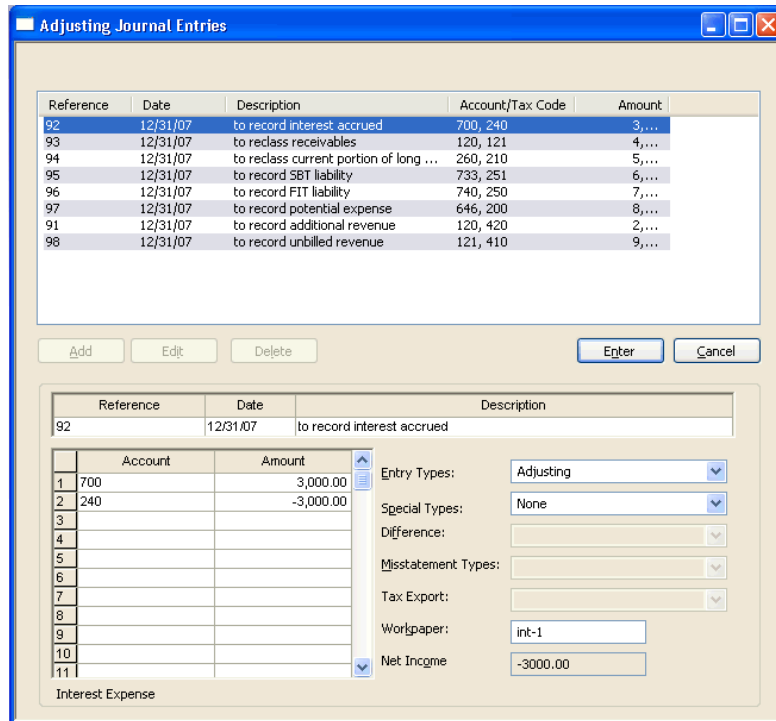 Adjusting Journal Entries
Reference Date Description Account/Tax Code Amount
92 12/31/07 to record interest accrued 700, 240 3,...
93 12/31/07 to reclass receivables 120, 121 4,...
94 12/31/07 to reclass current portion of long ... 260, 210 5,...
95 12/31/07 to record SBT liability 733, 251 6,...
96 12/31/07 to record FIT liability 740, 250 7,...
97 12/31/07 to record potential expense 646, 200 8,...
91 12/31/07 to record additional revenue 120, 420 2,...
98 12/31/07 to record unbilled revenue 121, 410 9,...
Add Edit Delete Enter Cancel
Reference Date Description
92 12/31/07 to record interest accrued
Account Amount
1 700 3,000.00
2 240 -3,000.00
3
4
5
6
7
8
9
10
11
Entry Types: Adjusting
Special Types: None
Difference:
Misstatement Types:
Tax Export:
Workpaper: int-1
Net Income -3000.00
Interest Expense